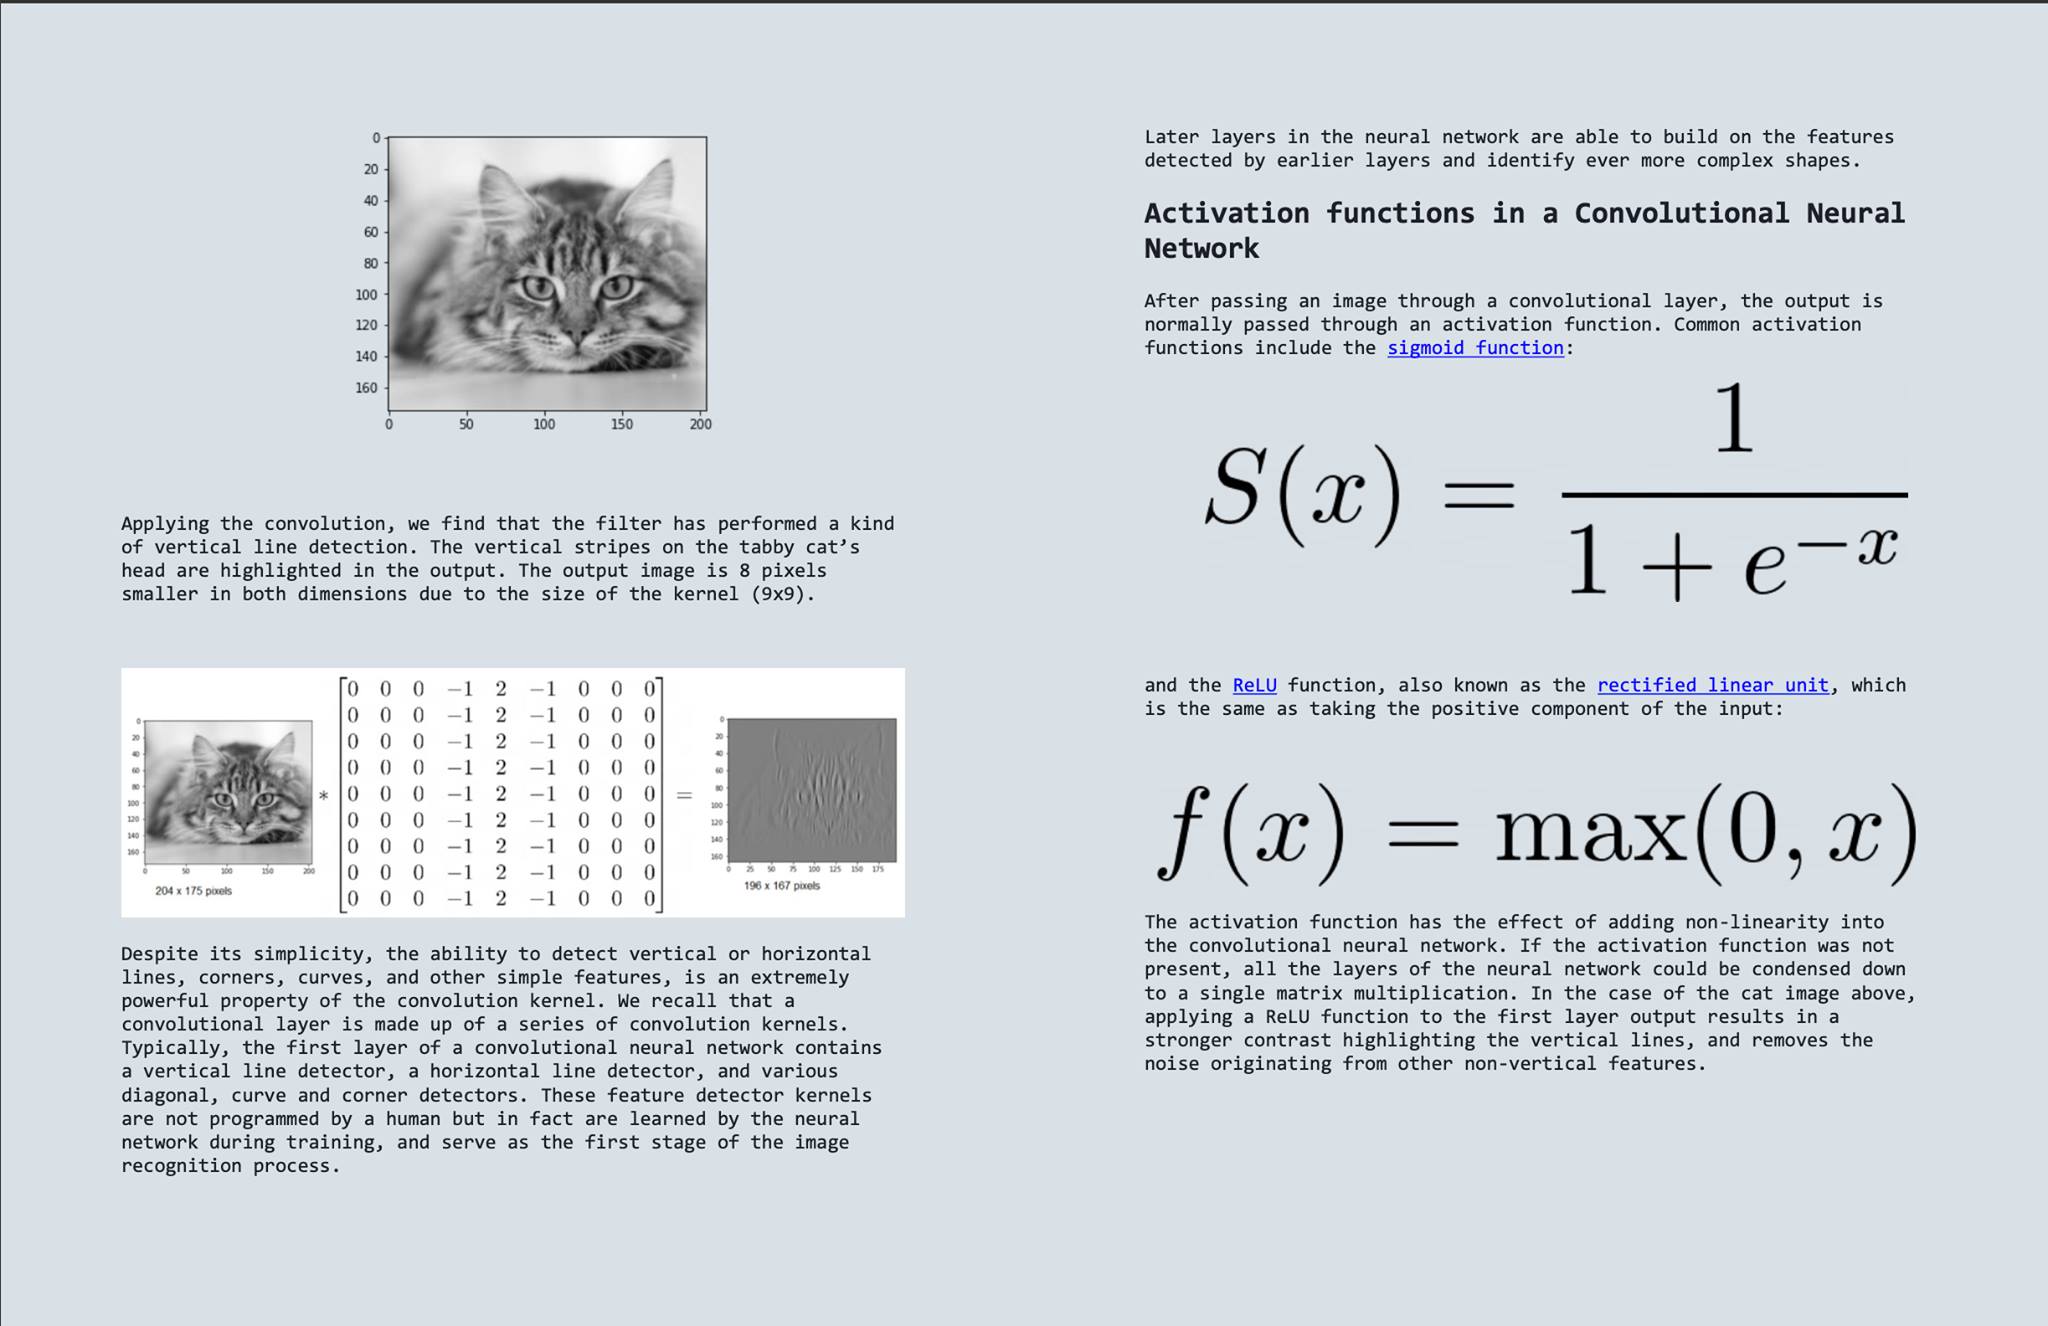 0
20
40
60
80
100
120
140
160
0 50 100 150 200
Applying the convolution, we find that the filter has performed a kind
of vertical line detection. The vertical stripes on the tabby cat’s
head are highlighted in the output. The output image is 8 pixels
smaller in both dimensions due to the size of the kernel (9x9).
0
20
40
60
80
100
120
140
160
0 50 100 150 200
204 x 175 pixels
*
0 0 0 −1 2 −1 0 0 0
0 0 0 −1 2 −1 0 0 0
0 0 0 −1 2 −1 0 0 0
0 0 0 −1 2 −1 0 0 0
0 0 0 −1 2 −1 0 0 0
0 0 0 −1 2 −1 0 0 0
0 0 0 −1 2 −1 0 0 0
0 0 0 −1 2 −1 0 0 0
0 0 0 −1 2 −1 0 0 0
=
0
20
40
60
80
100
120
140
160
0 25 50 75 100 125 150 175
196 x 167 pixels
Despite its simplicity, the ability to detect vertical or horizontal
lines, corners, curves, and other simple features, is an extremely
powerful property of the convolution kernel. We recall that a
convolutional layer is made up of a series of convolution kernels.
Typically, the first layer of a convolutional neural network contains
a vertical line detector, a horizontal line detector, and various
diagonal, curve and corner detectors. These feature detector kernels
are not programmed by a human but in fact are learned by the neural
network during training, and serve as the first stage of the image
recognition process.
Later layers in the neural network are able to build on the features
detected by earlier layers and identify ever more complex shapes.
Activation functions in a Convolutional Neural
Network
After passing an image through a convolutional layer, the output is
normally passed through an activation function. Common activation
functions include the sigmoid function:
S(x) = 1 / 1 + e^−x
and the ReLU function, also known as the rectified linear unit, which
is the same as taking the positive component of the input:
f(x) = max(0, x)
The activation function has the effect of adding non-linearity into
the convolutional neural network. If the activation function was not
present, all the layers of the neural network could be condensed down
to a single matrix multiplication. In the case of the cat image above,
applying a ReLU function to the first layer output results in a
stronger contrast highlighting the vertical lines, and removes the
noise originating from other non-vertical features.